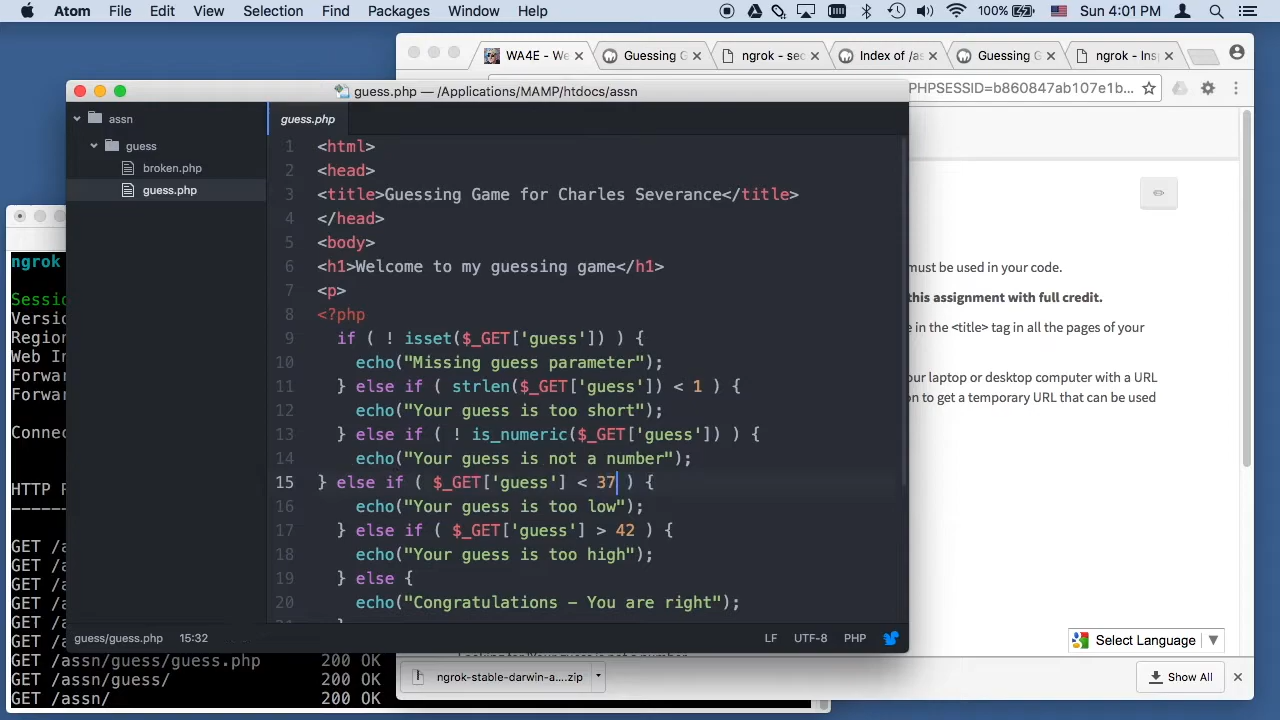 Atom File Edit View Selection Find Packages Window Help 100% Sun 4:01 PM
WA4E - We
Guessing G
ngrok - sec
Index of /as
Guessing G
ngrok - Ins
PHPSESSID=b860847ab107e1b...
guess.php — /Applications/MAMP/htdocs/assn
assn
guess
broken.php
guess.php
guess.php
1 <html>
2 <head>
3 <title>Guessing Game for Charles Severance</title>
4 </head>
5 <body>
6 <h1>Welcome to my guessing game</h1>
7 <p>
8 <?php
9 if ( ! isset($_GET['guess']) ) {
10 echo("Missing guess parameter");
11 } else if ( strlen($_GET['guess']) < 1 ) {
12 echo("Your guess is too short");
13 } else if ( ! is_numeric($_GET['guess']) ) {
14 echo("Your guess is not a number");
15 } else if ( $_GET['guess'] < 37 ) {
16 echo("Your guess is too low");
17 } else if ( $_GET['guess'] > 42 ) {
18 echo("Your guess is too high");
19 } else {
20 echo("Congratulations - You are right");
guess/guess.php 15:32 LF UTF-8 PHP
must be used in your code.
this assignment with full credit.
e in the <title> tag in all the pages of your
our laptop or desktop computer with a URL
on to get a temporary URL that can be used
Select Language
ngrok-stable-darwin-a....zip
Show All
ngrok
Sessio
Versio
Region
Web In
Forwar
Forwar
Connec
HTTP R
------
GET /a
GET /a
GET /a
GET /a
GET /a
GET /a
GET /assn/guess/guess.php 200 OK
GET /assn/guess/ 200 OK
GET /assn/ 200 OK